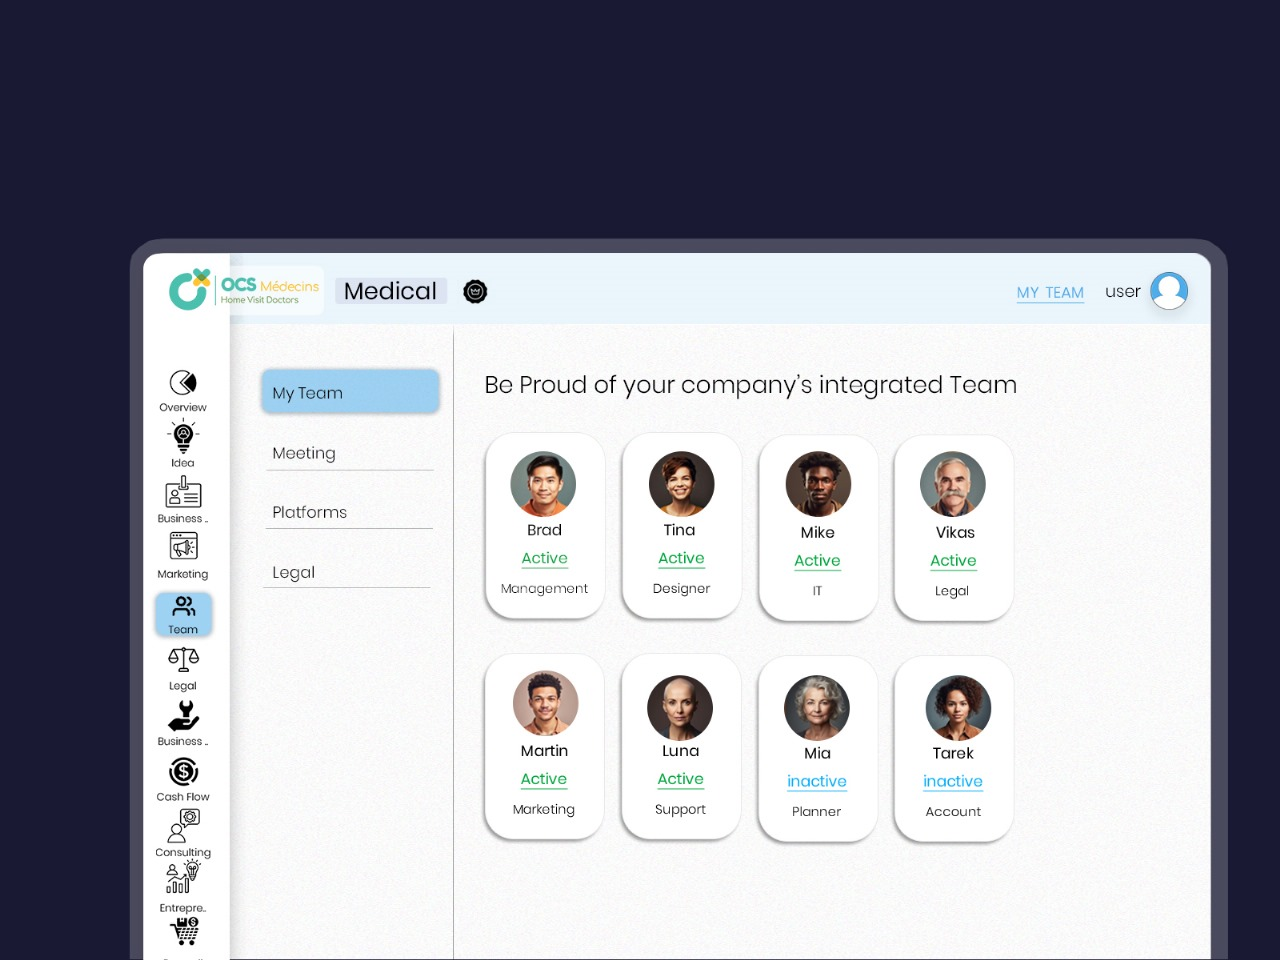 OCS Médecins
Home Visit Doctors
Medical
MY TEAM
user
Overview
Idea
Business ..
Marketing
Team
Legal
Business ..
Cash Flow
Consulting
Entrepre..
My Team
Meeting
Platforms
Legal
Be Proud of your company's integrated Team
Brad
Active
Management
Tina
Active
Designer
Mike
Active
IT
Vikas
Active
Legal
Martin
Active
Marketing
Luna
Active
Support
Mia
inactive
Planner
Tarek
inactive
Account